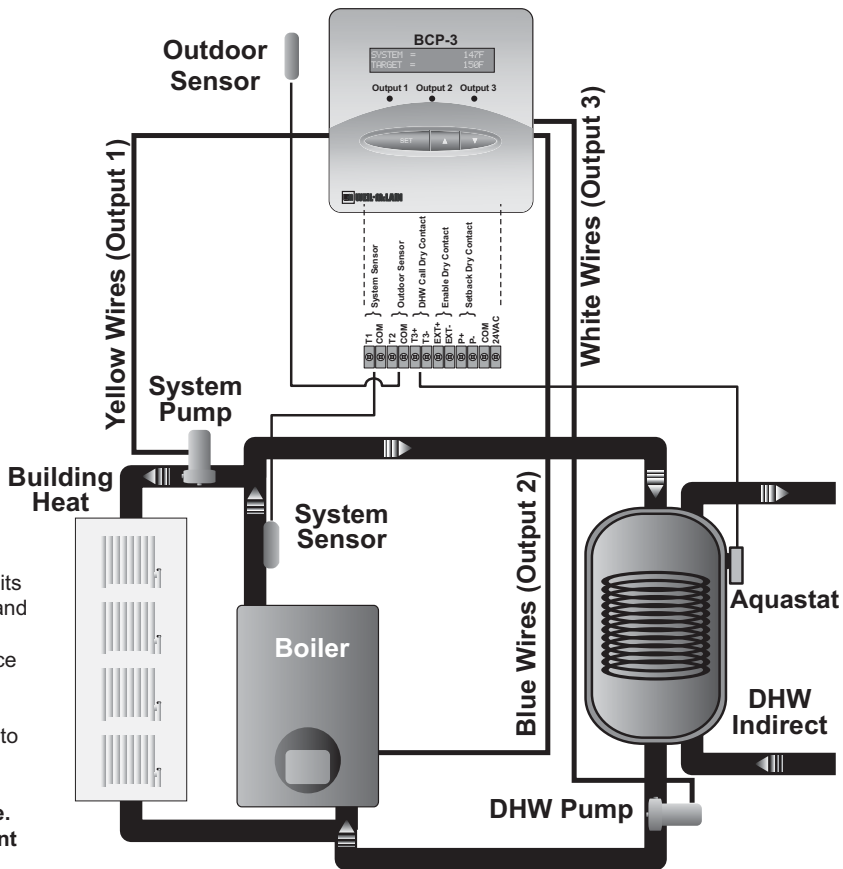 Outdoor
Sensor
BCP-3
SYSTEM = 147F
TARGET = 150F
Output 1 Output 2 Output 3
SET
Yellow Wires (Output 1)
White Wires (Output 3)
System Sensor
Outdoor Sensor
DHW Call Dry Contact
Enable Dry Contact
Setback Dry Contact
T1
COM
T2
COM
T3+
T3-
EXT+
EXT-
P+
P-
COM
24VAC
System
Pump
Building
Heat
System
Sensor
Blue Wires (Output 2)
its
and
ce
to
e.
nt
Boiler
Aquastat
DHW
Indirect
DHW Pump